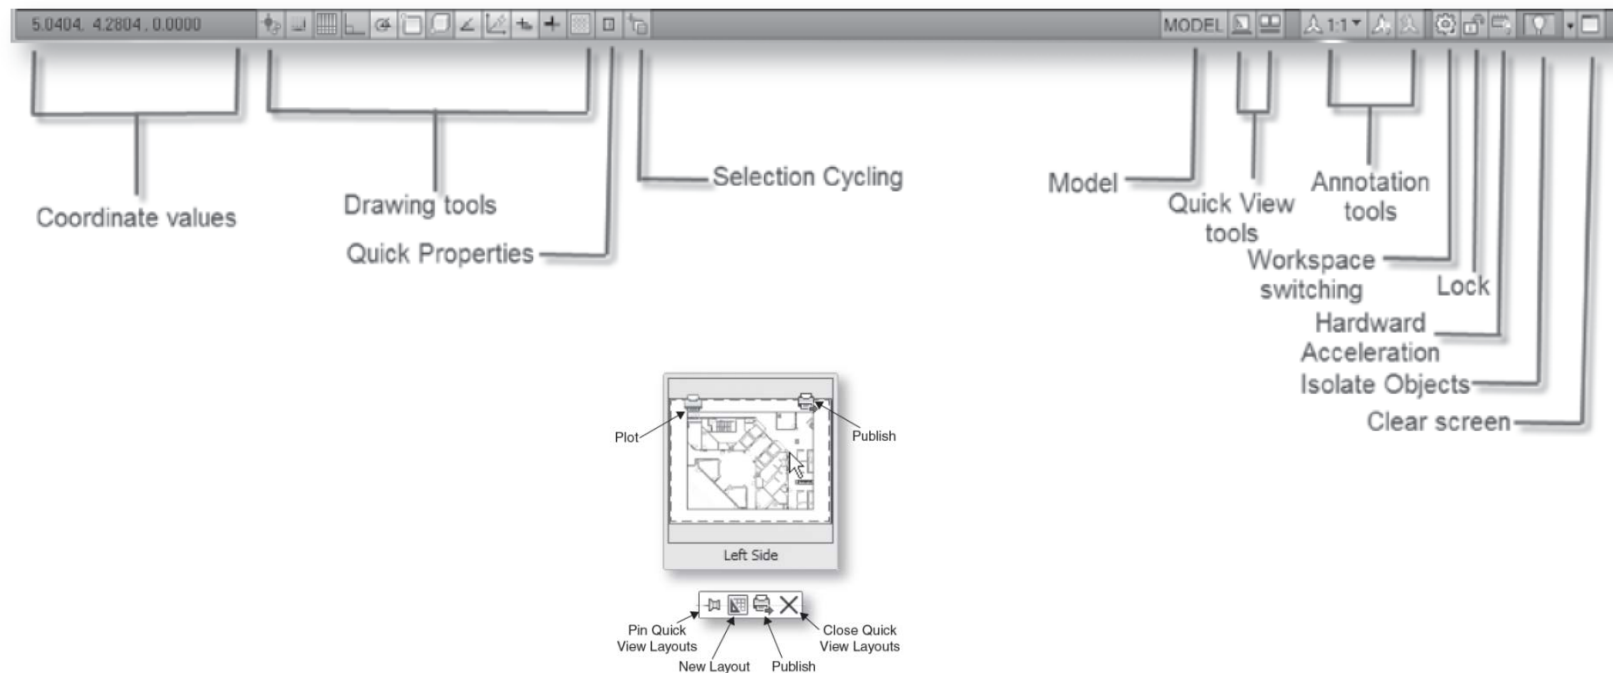 5.0404, 4.2804, 0.0000
MODEL
1:1
Selection Cycling
Coordinate values
Drawing tools
Quick Properties
Model
Quick View
tools
Annotation
tools
Workspace
switching
Lock
Hardward
Acceleration
Isolate Objects
Clear screen
Plot
Publish
Left Side
Pin Quick
View Layouts
New Layout
Publish
Close Quick
View Layouts